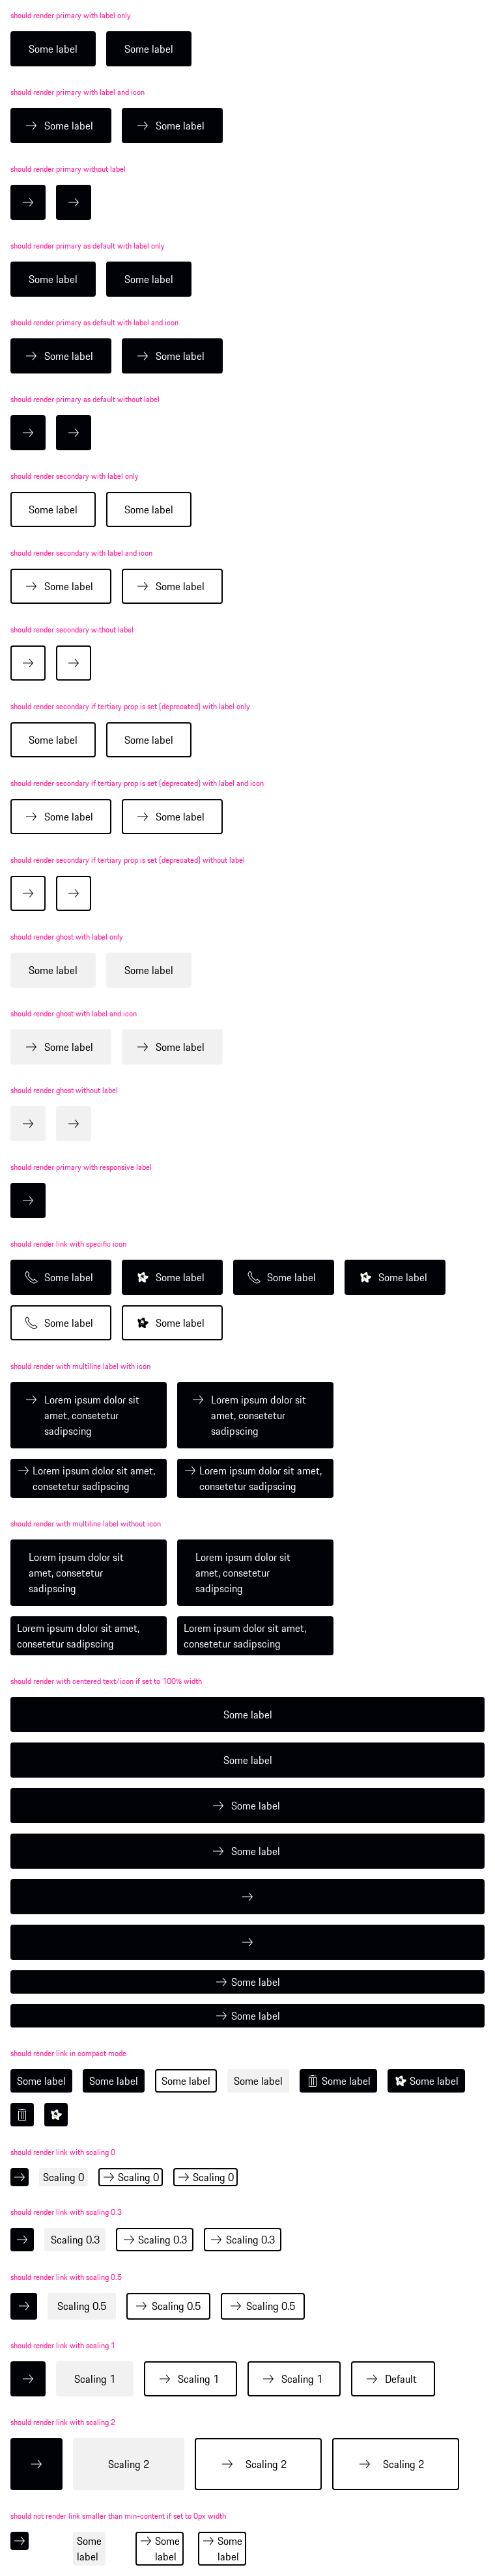 should render primary with label only
Some label Some label
should render primary with label and icon
Some label Some label
should render primary without label
should render primary as default with label only
Some label Some label
should render primary as default with label and icon
Some label Some label
should render primary as default without label
should render secondary with label only
Some label Some label
should render secondary with label and icon
Some label Some label
should render secondary without label
should render secondary if tertiary prop is set (deprecated) with label only
Some label Some label
should render secondary if tertiary prop is set (deprecated) with label and icon
Some label Some label
should render secondary if tertiary prop is set (deprecated) without label
should render ghost with label only
Some label Some label
should render ghost with label and icon
Some label Some label
should render ghost without label
should render primary with responsive label
should render link with specific icon
Some label Some label Some label Some label
Some label Some label
should render with multiline label with icon
Lorem ipsum dolor sit Lorem ipsum dolor sit
amet, consetetur amet, consetetur
sadipscing sadipscing
Lorem ipsum dolor sit amet, Lorem ipsum dolor sit amet,
consetetur sadipscing consetetur sadipscing
should render with multiline label without icon
Lorem ipsum dolor sit Lorem ipsum dolor sit
amet, consetetur amet, consetetur
sadipscing sadipscing
Lorem ipsum dolor sit amet, Lorem ipsum dolor sit amet,
consetetur sadipscing consetetur sadipscing
should render with centered text/icon if set to 100% width
Some label
Some label
Some label
Some label
Some label
Some label
should render link in compact mode
Some label Some label Some label Some label Some label Some label
should render link with scaling 0
Scaling 0 Scaling 0 Scaling 0
should render link with scaling 0.3
Scaling 0.3 Scaling 0.3 Scaling 0.3
should render link with scaling 0.5
Scaling 0.5 Scaling 0.5 Scaling 0.5
should render link with scaling 1
Scaling 1 Scaling 1 Scaling 1 Default
should render link with scaling 2
Scaling 2 Scaling 2 Scaling 2
should not render link smaller than min-content if set to 0px width
Some Some Some
label label label